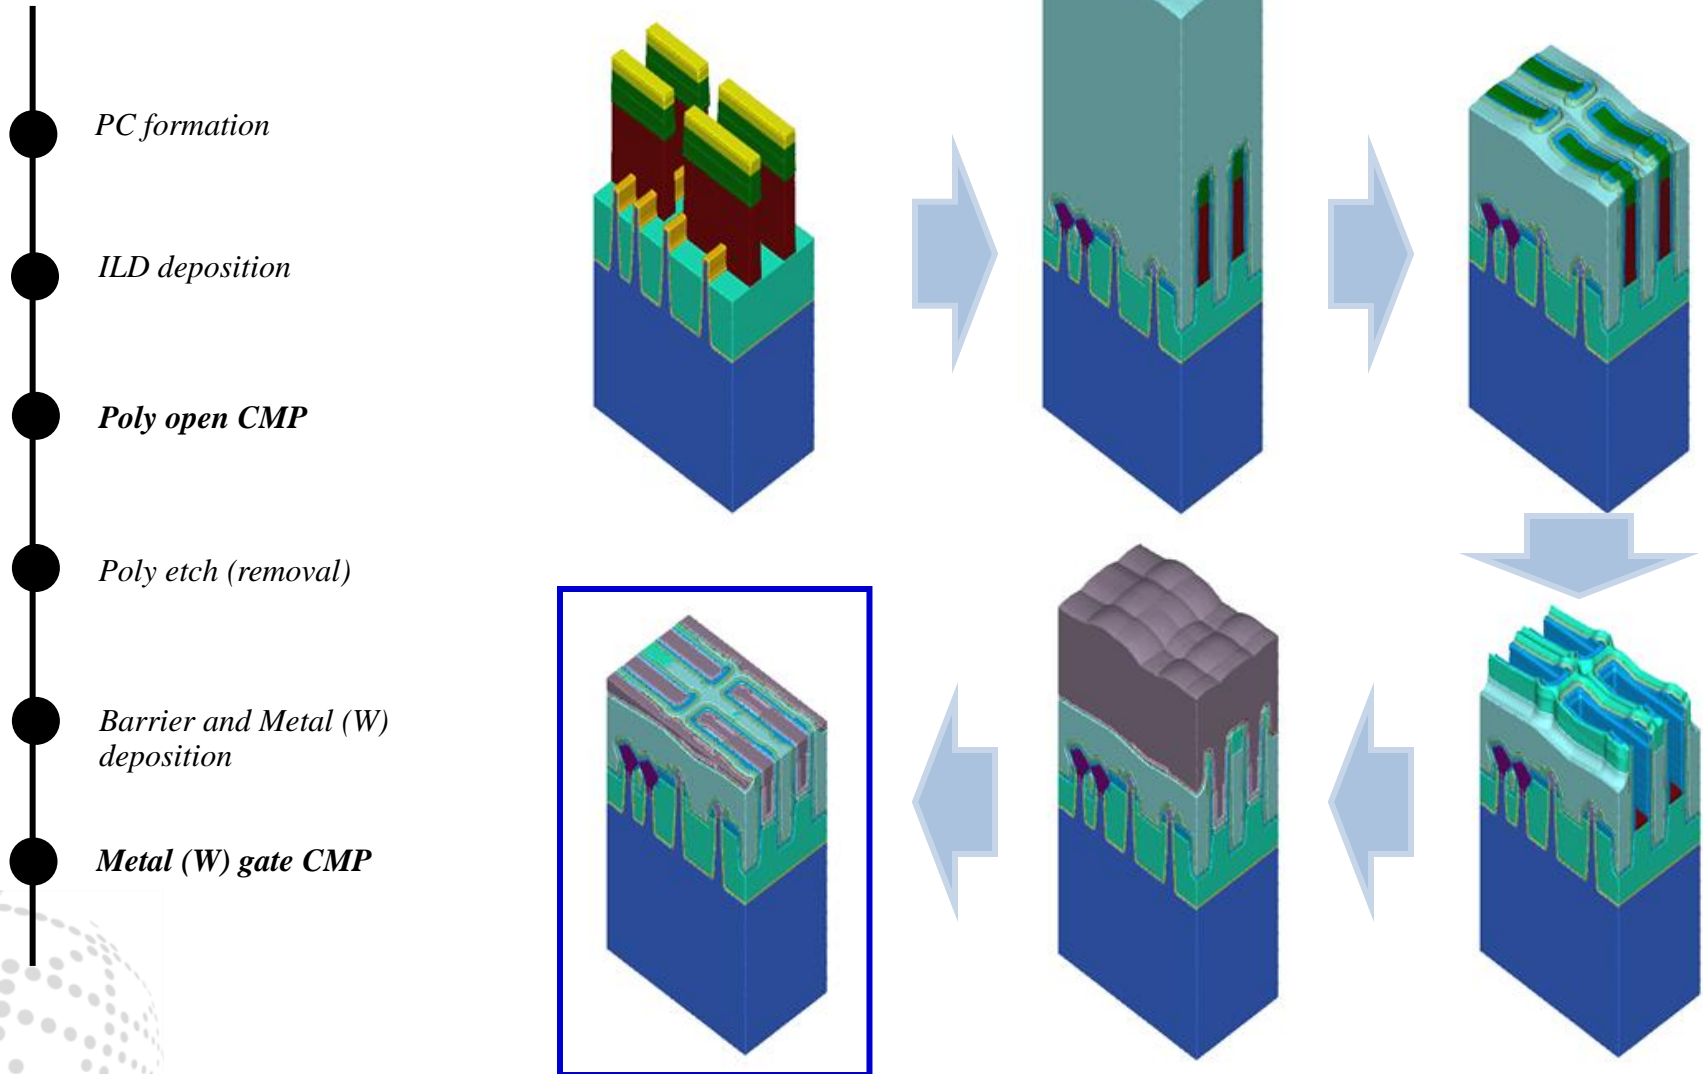 PC formation
ILD deposition
Poly open CMP
Poly etch (removal)
Barrier and Metal (W)
deposition
Metal (W) gate CMP